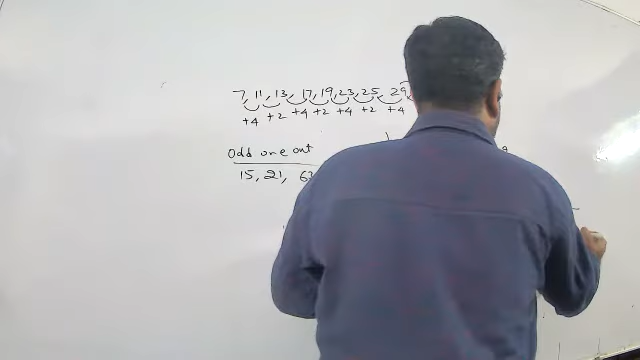 7, 11, 13, 17, 19, 23, 25, 29
+4 +2 +4 +2 +4 +2 +4
Odd one out
15, 21, 63